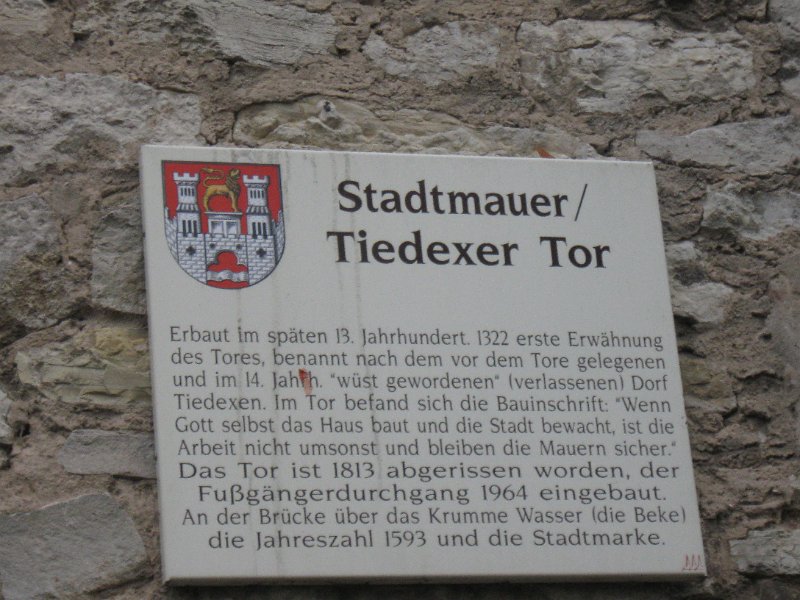 Stadtmauer/
Tiedexer Tor
Erbaut im späten 13. Jahrhundert. 1322 erste Erwähnung
des Tores, benannt nach dem vor dem Tore gelegenen
und im 14. Jahrh. "wüst gewordenen" (verlassenen) Dorf
Tiedexen. Im Tor befand sich die Bauinschrift: "Wenn
Gott selbst das Haus baut und die Stadt bewacht, ist die
Arbeit nicht umsonst und bleiben die Mauern sicher."
Das Tor ist 1813 abgerissen worden, der
Fußgängerdurchgang 1964 eingebaut.
An der Brücke über das Krumme Wasser (die Beke)
die Jahreszahl 1593 und die Stadtmarke.